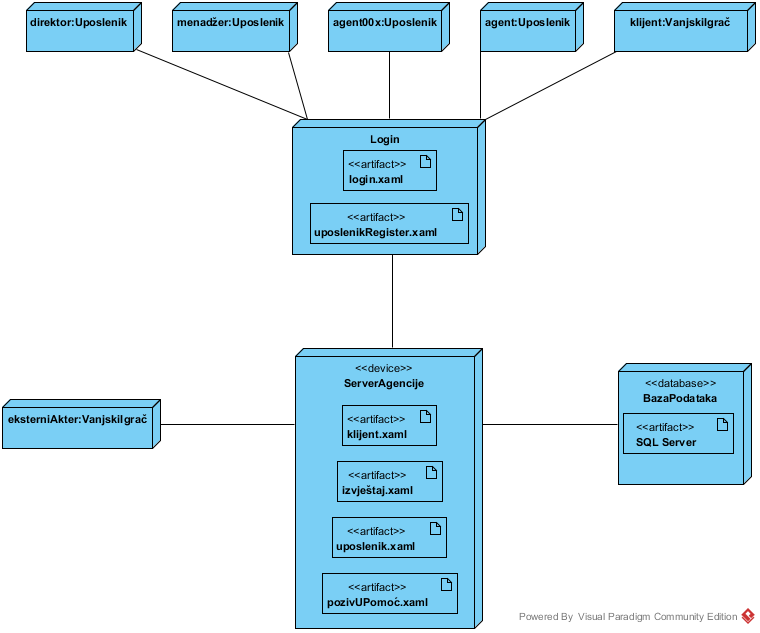 direktor:Uposlenik
menadžer:Uposlenik
agent00x:Uposlenik
agent:Uposlenik
klijent:VanjskiIgrač
Login
<<artifact>>
login.xaml
<<artifact>>
uposlenikRegister.xaml
<<device>>
ServerAgencije
<<artifact>>
klijent.xaml
<<artifact>>
izvještaj.xaml
<<artifact>>
uposlenik.xaml
<<artifact>>
pozivUPomoć.xaml
eksterniAkter:VanjskiIgrač
<<database>>
BazaPodataka
<<artifact>>
SQL Server
Powered By Visual Paradigm Community Edition